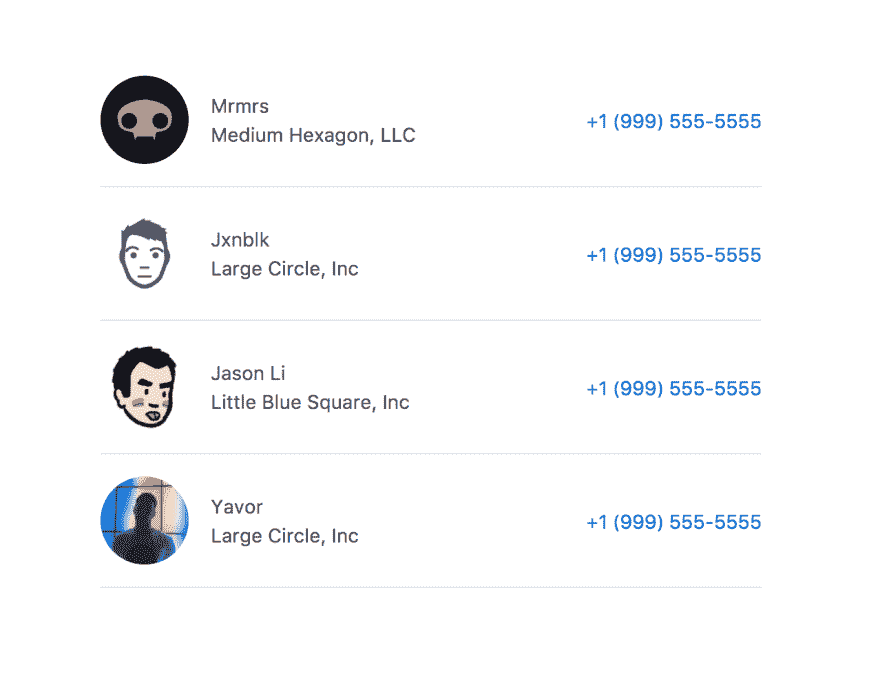 Mrmrs
Medium Hexagon, LLC
+1 (999) 555-5555
Jxnblk
Large Circle, Inc
+1 (999) 555-5555
Jason Li
Little Blue Square, Inc
+1 (999) 555-5555
Yavor
Large Circle, Inc
+1 (999) 555-5555